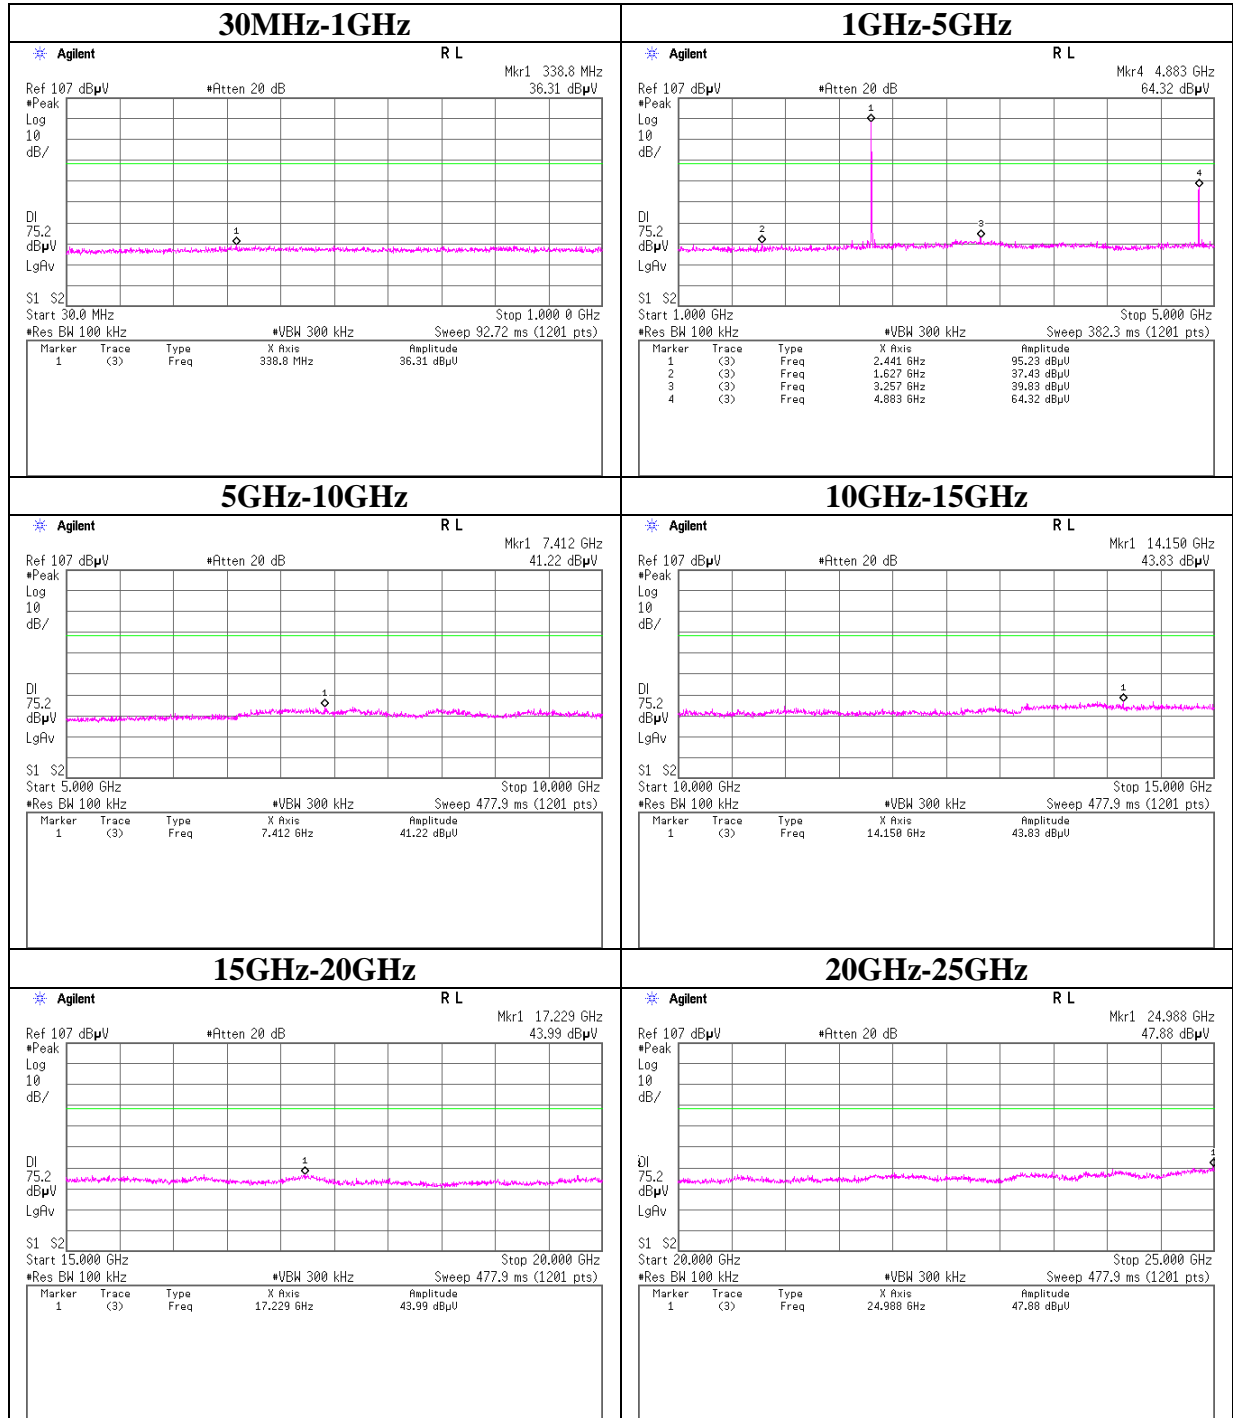 30MHz-1GHz
Agilent R L
Mkr1 338.8 MHz
Ref 107 dBµV #Atten 20 dB 36.31 dBµV
#Peak
Log
10
dB/
1
DI
75.2
dBµV
LgAv
S1 S2
Start 30.0 MHz Stop 1.000 0 GHz
#Res BW 100 kHz #VBW 300 kHz Sweep 92.72 ms (1201 pts)
Marker Trace Type X Axis Amplitude
1 (3) Freq 338.8 MHz 36.31 dBµV
1GHz-5GHz
Agilent R L
Mkr4 4.883 GHz
Ref 107 dBµV #Atten 20 dB 64.32 dBµV
#Peak
Log
10
dB/
1
4
2
3
DI
75.2
dBµV
LgAv
S1 S2
Start 1.000 GHz Stop 5.000 GHz
#Res BW 100 kHz #VBW 300 kHz Sweep 382.3 ms (1201 pts)
Marker Trace Type X Axis Amplitude
1 (3) Freq 2.441 GHz 95.23 dBµV
2 (3) Freq 1.627 GHz 37.43 dBµV
3 (3) Freq 3.257 GHz 39.83 dBµV
4 (3) Freq 4.883 GHz 64.32 dBµV
5GHz-10GHz
Agilent R L
Mkr1 7.412 GHz
Ref 107 dBµV #Atten 20 dB 41.22 dBµV
#Peak
Log
10
dB/
1
DI
75.2
dBµV
LgAv
S1 S2
Start 5.000 GHz Stop 10.000 GHz
#Res BW 100 kHz #VBW 300 kHz Sweep 477.9 ms (1201 pts)
Marker Trace Type X Axis Amplitude
1 (3) Freq 7.412 GHz 41.22 dBµV
10GHz-15GHz
Agilent R L
Mkr1 14.150 GHz
Ref 107 dBµV #Atten 20 dB 43.83 dBµV
#Peak
Log
10
dB/
1
DI
75.2
dBµV
LgAv
S1 S2
Start 10.000 GHz Stop 15.000 GHz
#Res BW 100 kHz #VBW 300 kHz Sweep 477.9 ms (1201 pts)
Marker Trace Type X Axis Amplitude
1 (3) Freq 14.150 GHz 43.83 dBµV
15GHz-20GHz
Agilent R L
Mkr1 17.229 GHz
Ref 107 dBµV #Atten 20 dB 43.99 dBµV
#Peak
Log
10
dB/
1
DI
75.2
dBµV
LgAv
S1 S2
Start 15.000 GHz Stop 20.000 GHz
#Res BW 100 kHz #VBW 300 kHz Sweep 477.9 ms (1201 pts)
Marker Trace Type X Axis Amplitude
1 (3) Freq 17.229 GHz 43.99 dBµV
20GHz-25GHz
Agilent R L
Mkr1 24.988 GHz
Ref 107 dBµV #Atten 20 dB 47.88 dBµV
#Peak
Log
10
dB/
1
DI
75.2
dBµV
LgAv
S1 S2
Start 20.000 GHz Stop 25.000 GHz
#Res BW 100 kHz #VBW 300 kHz Sweep 477.9 ms (1201 pts)
Marker Trace Type X Axis Amplitude
1 (3) Freq 24.988 GHz 47.88 dBµV